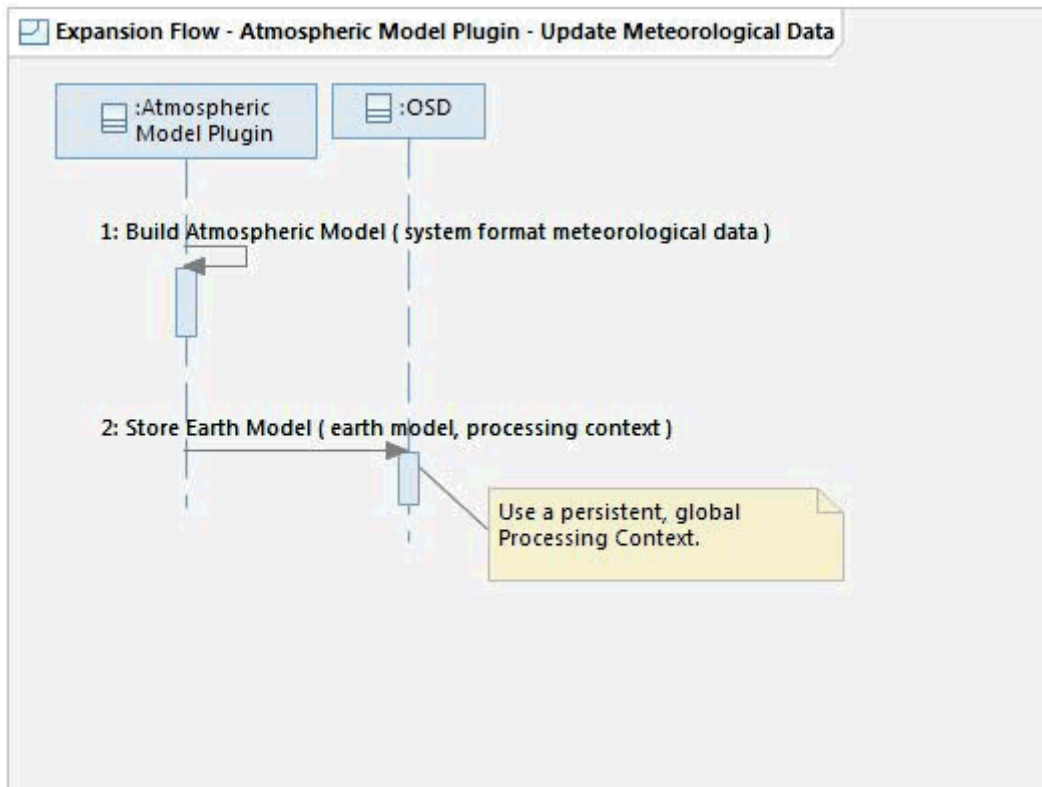 Expansion Flow - Atmospheric Model Plugin - Update Meteorological Data
:Atmospheric
Model Plugin
:OSD
1: Build Atmospheric Model ( system format meteorological data )
2: Store Earth Model ( earth model, processing context )
Use a persistent, global
Processing Context.